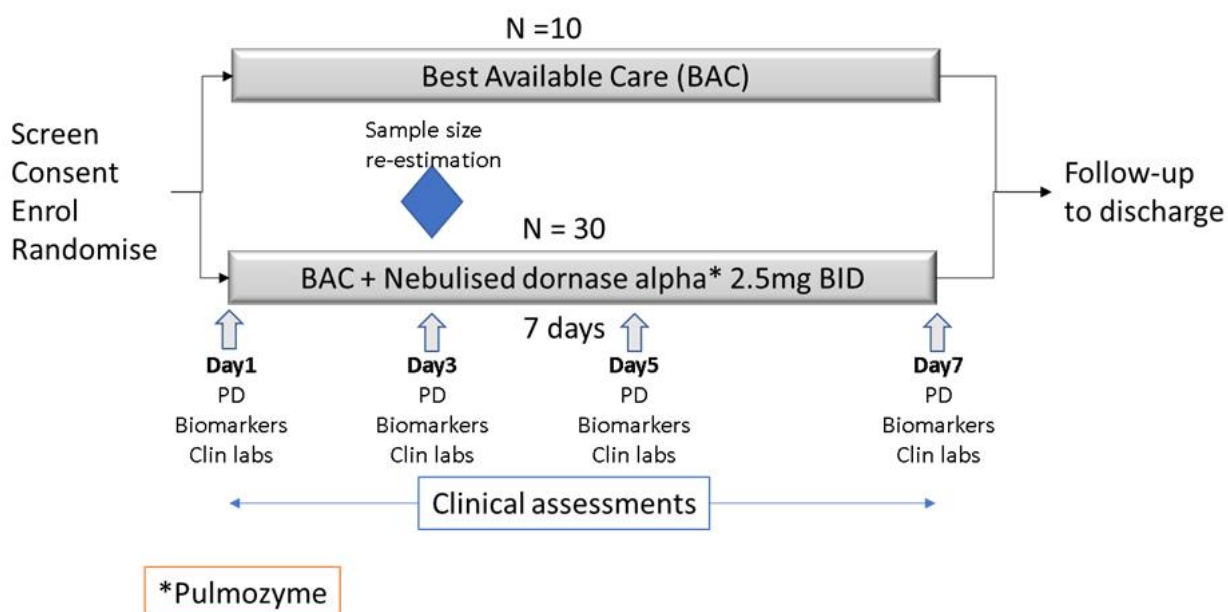 N =10
Best Available Care (BAC)
Screen
Consent
Enrol
Randomise
Sample size
re-estimation
Follow-up
to discharge
N = 30
BAC + Nebulised dornase alpha* 2.5mg BID
7 days
Day1
PD
Biomarkers
Clin labs
Day3
PD
Biomarkers
Clin labs
Day5
PD
Biomarkers
Clin labs
Day7
PD
Biomarkers
Clin labs
Clinical assessments
*Pulmozyme